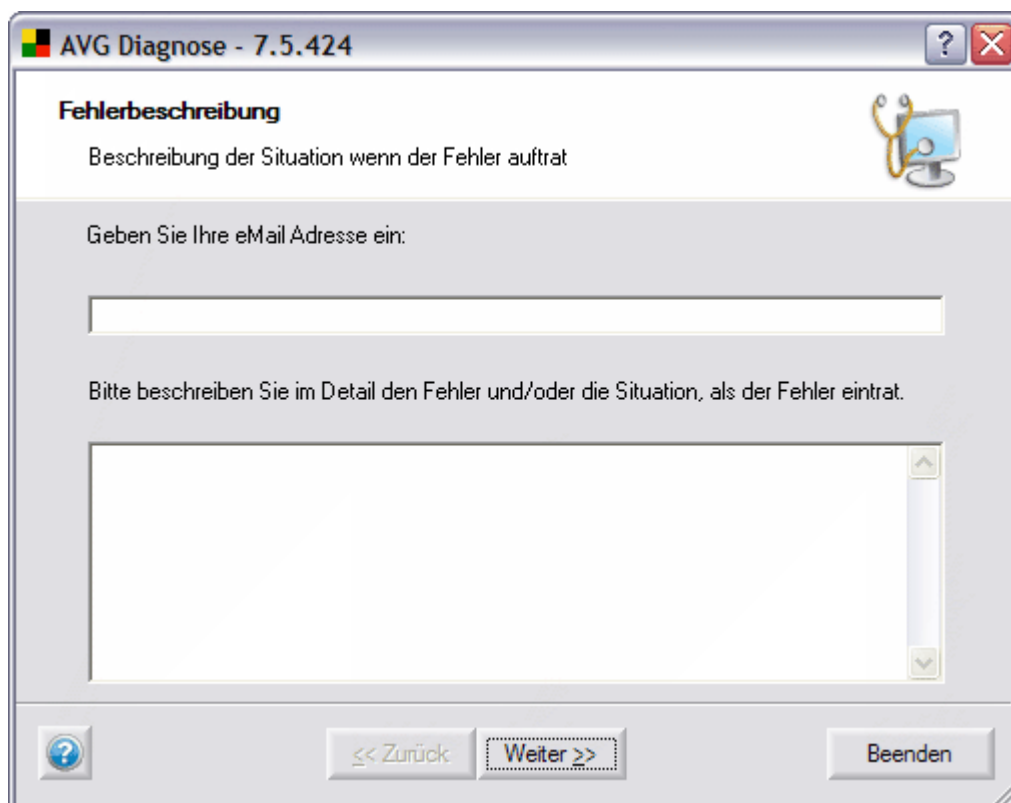 AVG Diagnose - 7.5.424
Fehlerbeschreibung
Beschreibung der Situation wenn der Fehler auftrat
Geben Sie Ihre eMail Adresse ein:
Bitte beschreiben Sie im Detail den Fehler und/oder die Situation, als der Fehler eintrat.
<< Zurück
Weiter >>
Beenden